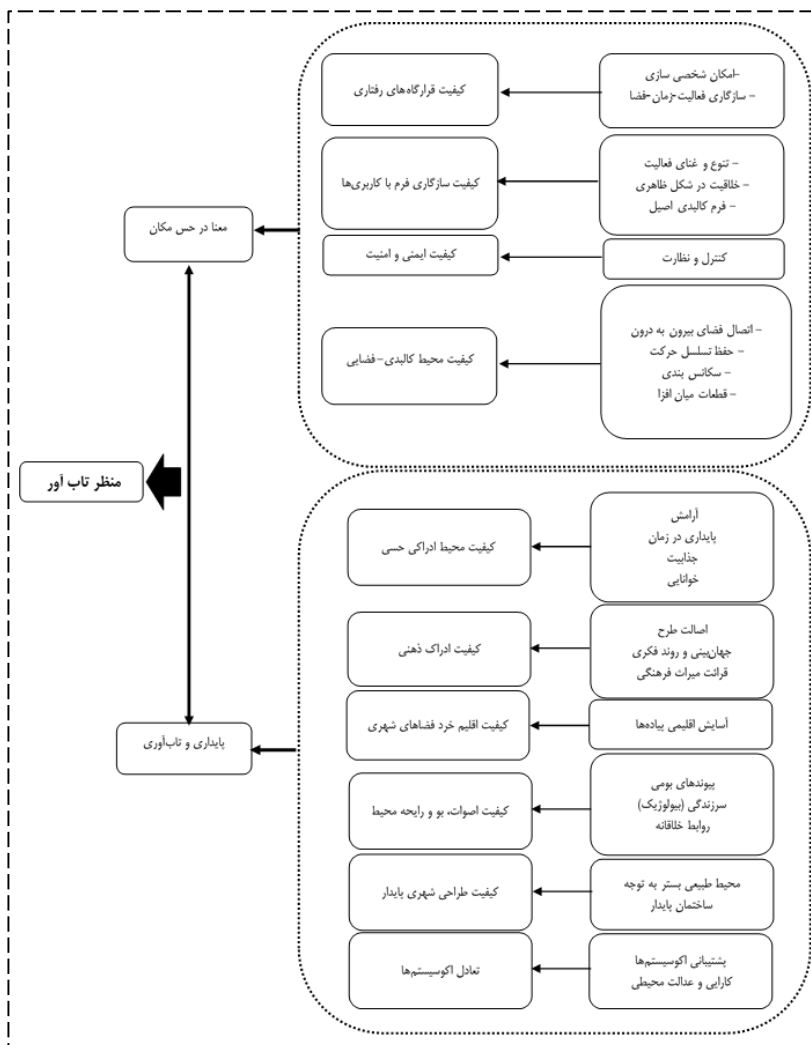 -امکان شخصی سازی
– سازگاری فعالیت-زمان-فضا
کیفیت قرارگاه‌های رفتاری
– تنوع و غنای فعالیت
– خلاقیت در شکل ظاهری
– فرم کالبدی اصیل
کیفیت سازگاری فرم با کاربری‌ها
کنترل و نظارت
کیفیت ایمنی و امنیت
– اتصال فضای بیرون به درون
– حفظ تسلسل حرکت
– سکانس بندی
– قطعات میان افزا
کیفیت محیط کالبدی-فضایی
معنا در حس مکان
منظر تاب آور
آرامش
پایداری در زمان
جذابیت
خوانایی
کیفیت محیط ادراکی حسی
اصالت طرح
جهان‌بینی و روند فکری
قرائت میراث فرهنگی
کیفیت ادراک ذهنی
آسایش اقلیمی پیاده‌ها
کیفیت اقلیم خرد فضاهای شهری
پیوندهای بومی
سرزندگی (بیولوژیک)
روابط خلاقانه
کیفیت اصوات، بو و رایحه محیط
محیط طبیعی بستر به توجه
ساختمان پایدار
کیفیت طراحی شهری پایدار
پشتیبانی اکوسیستم‌ها
کارایی و عدالت محیطی
تعادل اکوسیستم‌ها
پایداری و تاب‌آوری